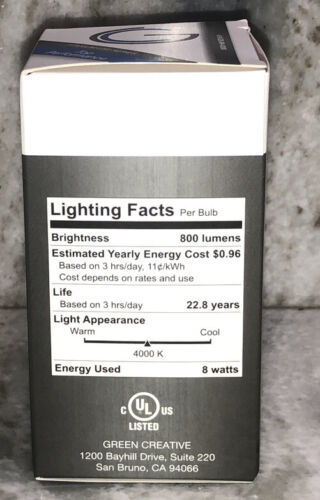 Lighting Facts Per Bulb
Brightness 800 lumens
Estimated Yearly Energy Cost $0.96
Based on 3 hrs/day, 11¢/kWh
Cost depends on rates and use
Life
Based on 3 hrs/day 22.8 years
Light Appearance
Warm Cool
4000 K
Energy Used 8 watts
C UL US
LISTED
GREEN CREATIVE
1200 Bayhill Drive, Suite 220
San Bruno, CA 94066